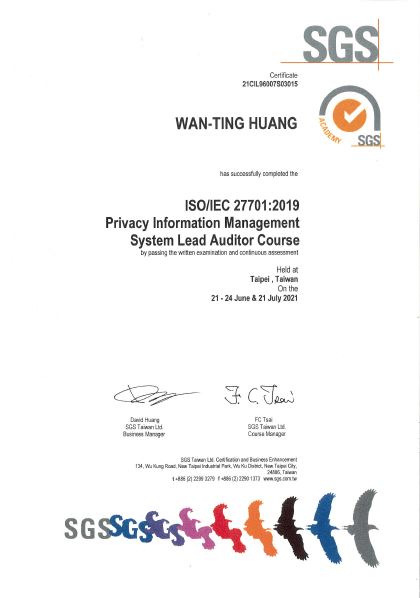 SGS
Certificate
21CIL96007S03015
WAN-TING HUANG
ACADEMY
SGS
has successfully completed the
ISO/IEC 27701:2019
Privacy Information Management
System Lead Auditor Course
by passing the written examination and continuous assessment
Held at
Taipei , Taiwan
On the
21 - 24 June & 21 July 2021
F. C. Tsai
David Huang
SGS Taiwan Ltd.
Business Manager
FC Tsai
SGS Taiwan Ltd.
Course Manager
SGS Taiwan Ltd. Certification and Business Enhancement
134, Wu Kung Road, New Taipei Industrial Park, Wu Ku District, New Taipei City,
24886, Taiwan
t +886 (2) 2299 3279 f +886 (2) 2290 1373 www.sgs.com.tw
SGS SGS SGS